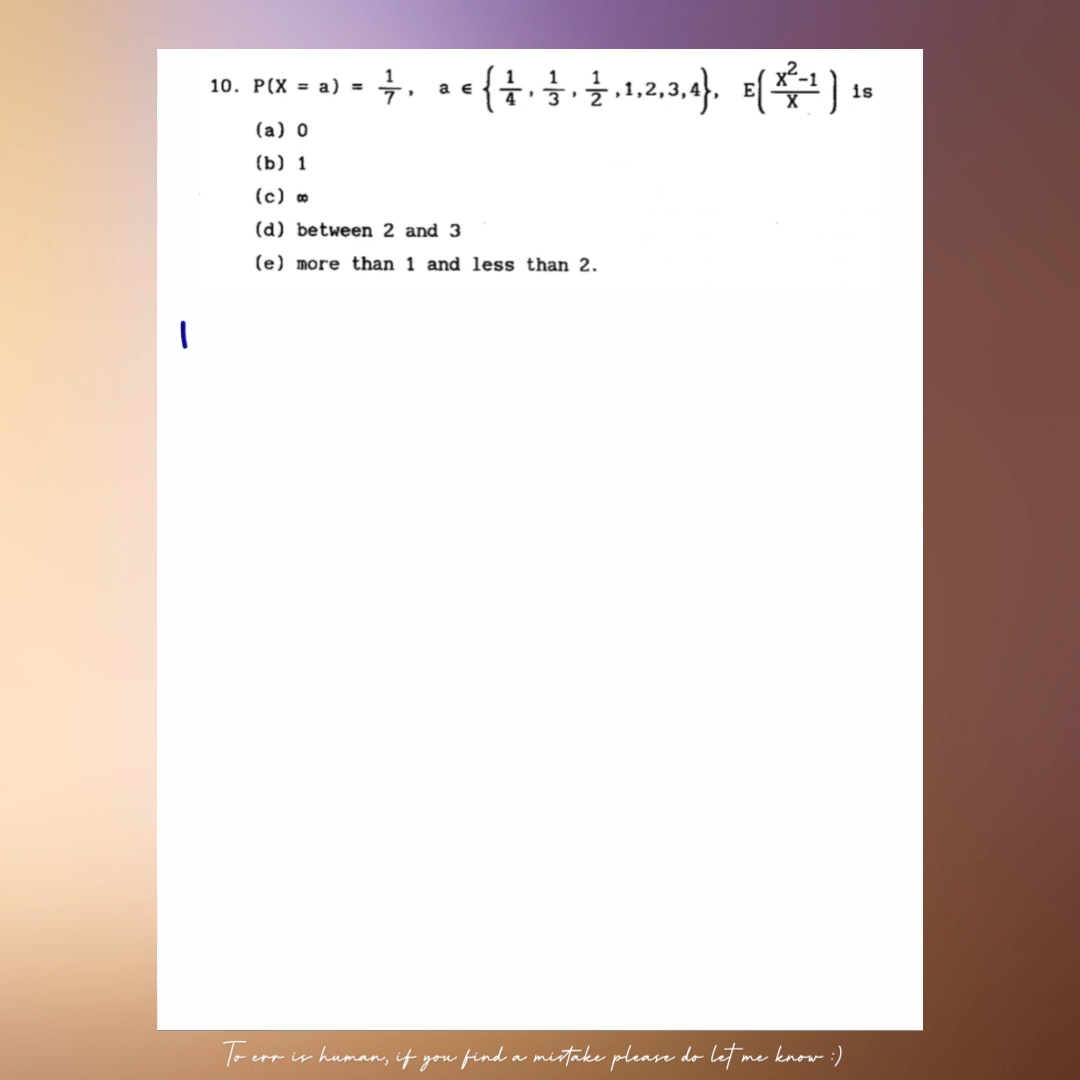 10. P(X = a) = 1/7, a ∈ {1/4, 1/3, 1/2, 1, 2, 3, 4}, E((X²-1)/X) is
(a) 0
(b) 1
(c) ∞
(d) between 2 and 3
(e) more than 1 and less than 2.
To err is human, if you find a mistake please do let me know :)